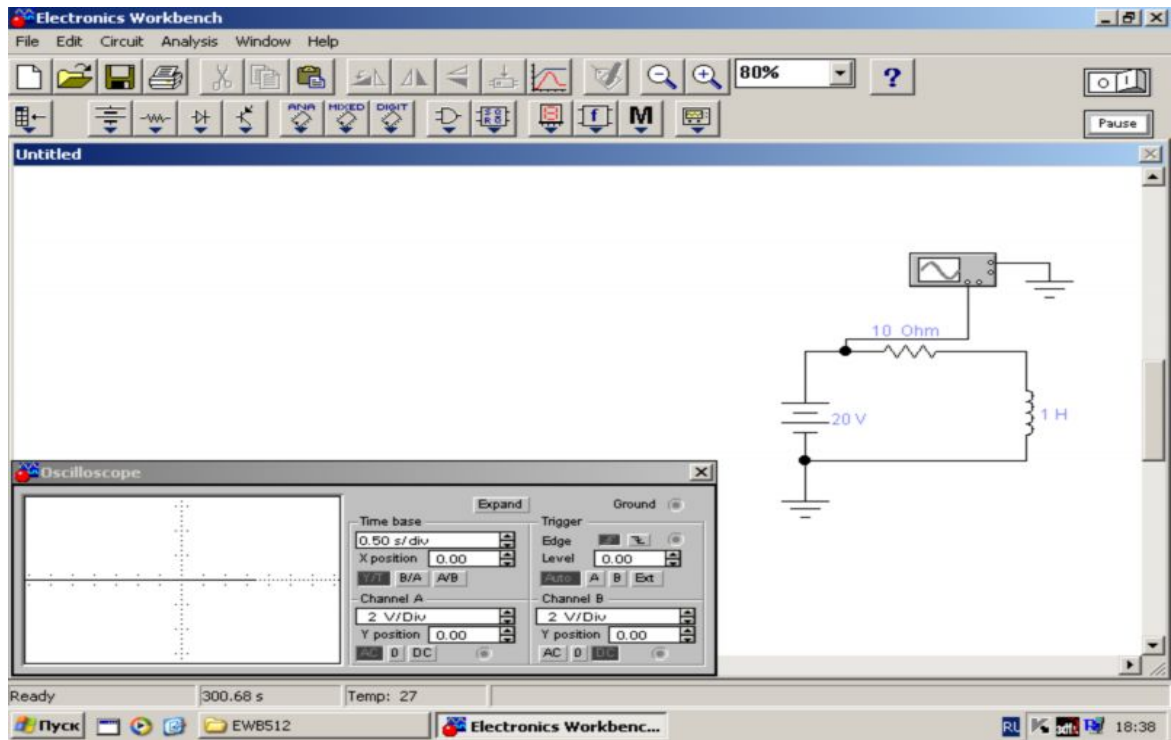 Electronics Workbench
File Edit Circuit Analysis Window Help
80%
?
ANA MIXED DIGIT
M
Pause
Untitled
10 Ohm
20 V
1 H
Oscilloscope
Expand
Ground
Time base
0.50 s/div
X position 0.00
Y/T B/A A/B
Trigger
Edge
Level 0.00
Auto A B Ext
Channel A
2 V/Div
Y position 0.00
AC 0 DC
Channel B
2 V/Div
Y position 0.00
AC 0 DC
Ready 300.68 s Temp: 27
Пуск EWB512 Electronics Workbenc... RU 18:38